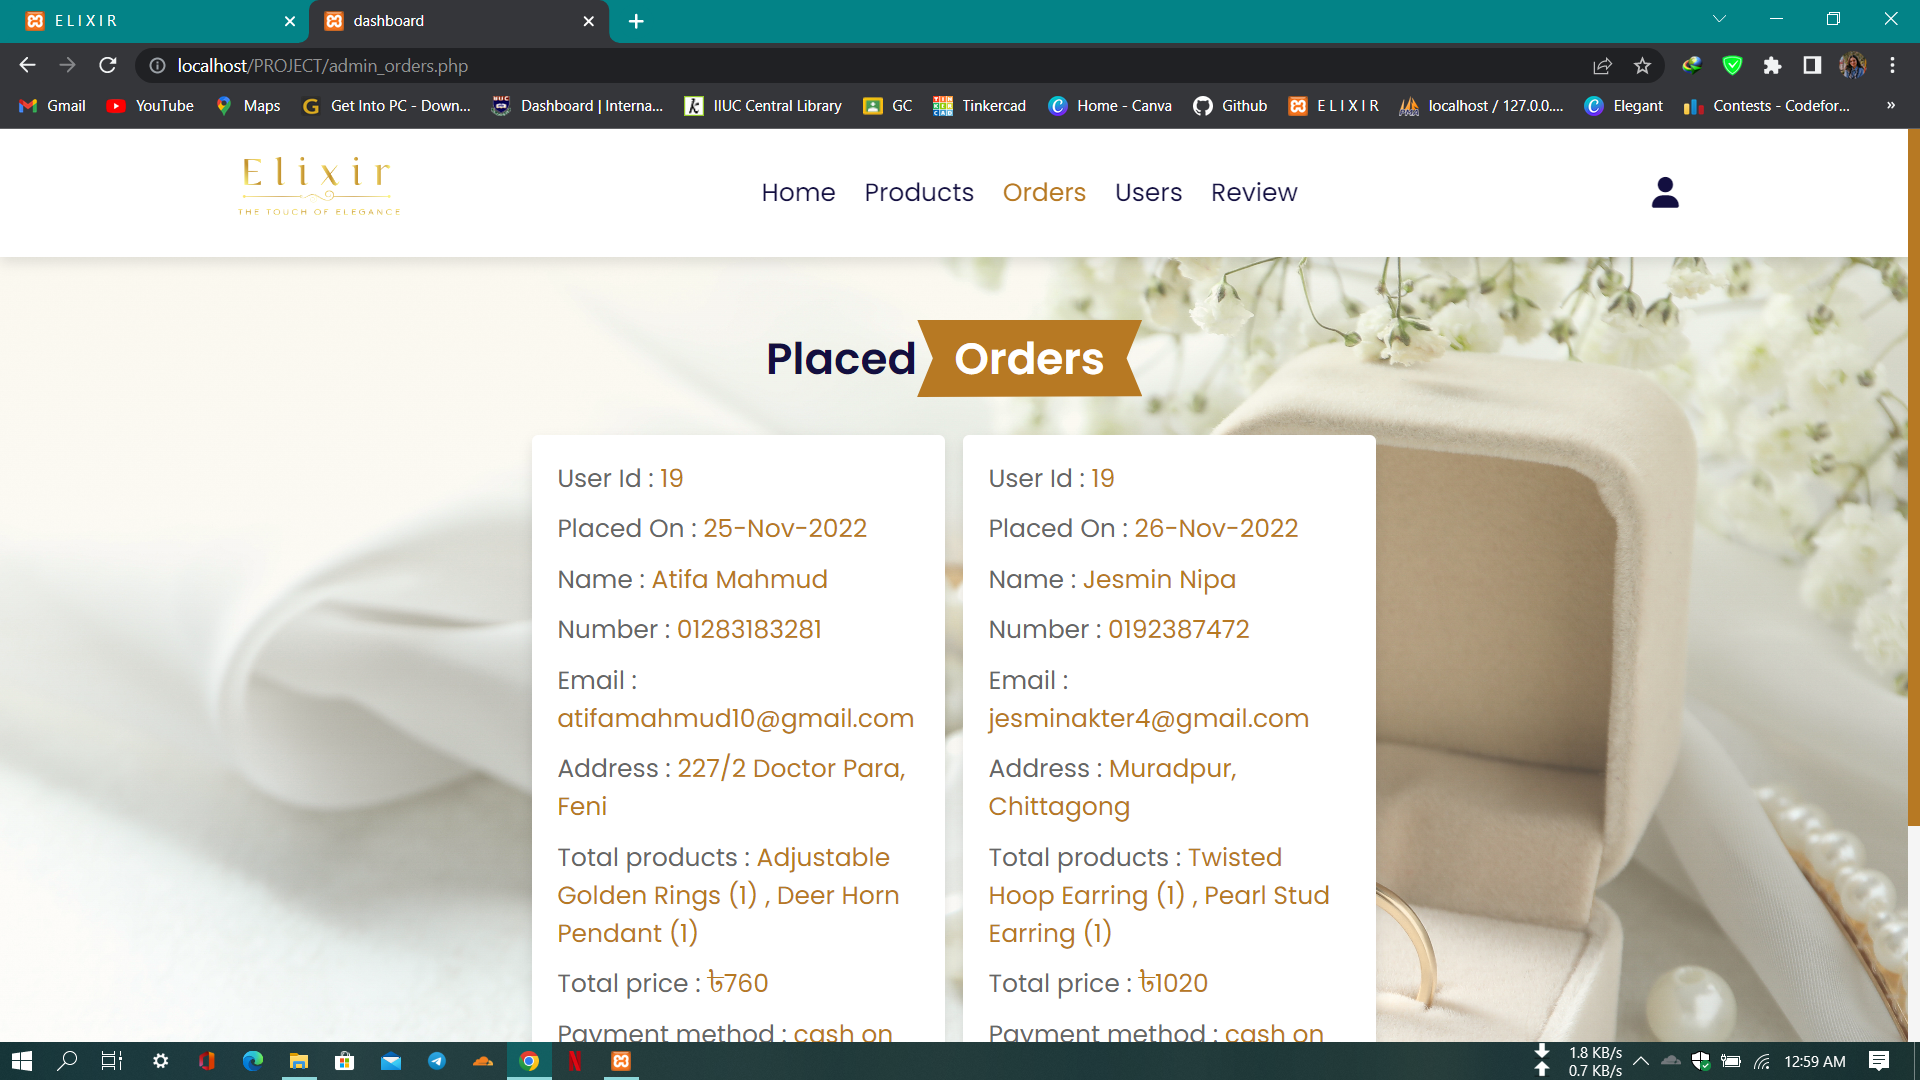 E L I X I R
dashboard
localhost/PROJECT/admin_orders.php
Gmail
YouTube
Maps
Get Into PC - Down...
Dashboard | Interna...
IIUC Central Library
GC
Tinkercad
Home - Canva
Github
E L I X I R
localhost / 127.0.0....
Elegant
Contests - Codefor...
»
Elixir
THE TOUCH OF ELEGANCE
Home
Products
Orders
Users
Review
Placed Orders
User Id : 19
Placed On : 25-Nov-2022
Name : Atifa Mahmud
Number : 01283183281
Email :
atifamahmud10@gmail.com
Address : 227/2 Doctor Para,
Feni
Total products : Adjustable
Golden Rings (1) , Deer Horn
Pendant (1)
Total price : ৳760
Payment method : cash on
User Id : 19
Placed On : 26-Nov-2022
Name : Jesmin Nipa
Number : 0192387472
Email :
jesminakter4@gmail.com
Address : Muradpur,
Chittagong
Total products : Twisted
Hoop Earring (1) , Pearl Stud
Earring (1)
Total price : ৳1020
Payment method : cash on
1.8 KB/s
0.7 KB/s
12:59 AM